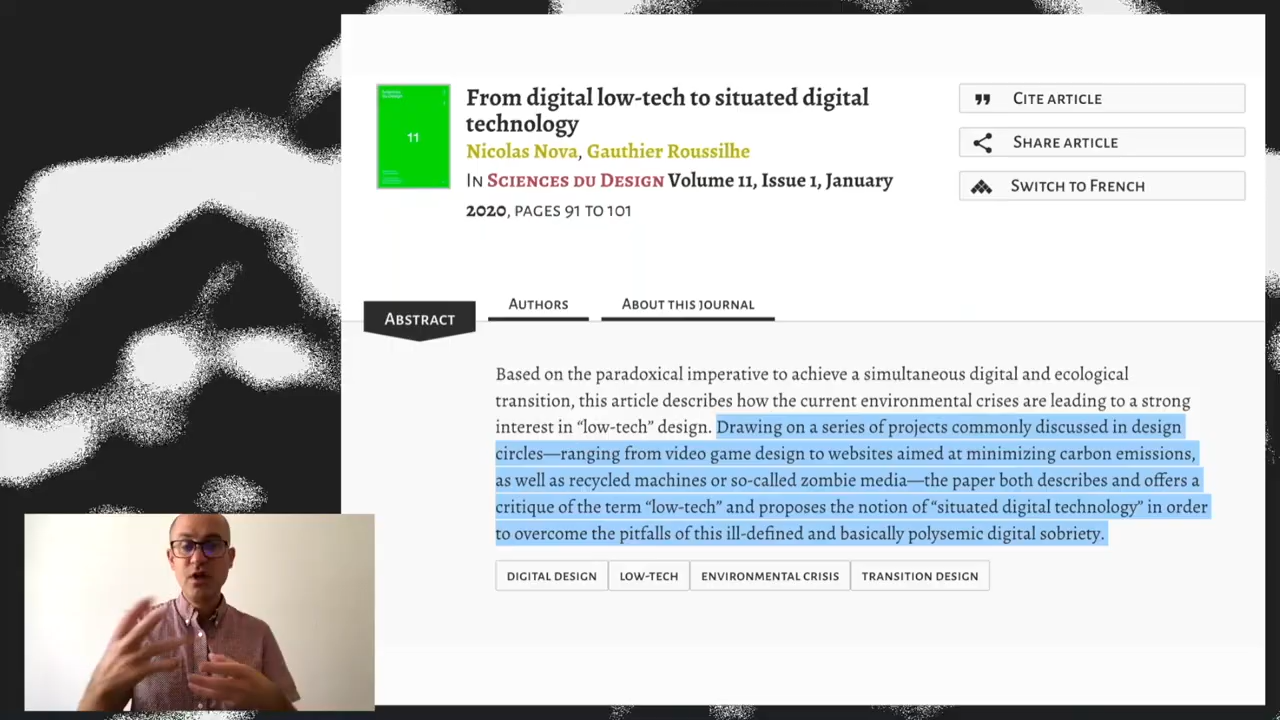 11
From digital low-tech to situated digital
technology
Nicolas Nova, Gauthier Roussilhe
In Sciences du Design Volume 11, Issue 1, January
2020, pages 91 to 101
Cite article
Share article
Switch to French
Abstract
Authors
About this journal
Based on the paradoxical imperative to achieve a simultaneous digital and ecological
transition, this article describes how the current environmental crises are leading to a strong
interest in “low-tech” design. Drawing on a series of projects commonly discussed in design
circles—ranging from video game design to websites aimed at minimizing carbon emissions,
as well as recycled machines or so-called zombie media—the paper both describes and offers a
critique of the term “low-tech” and proposes the notion of “situated digital technology” in order
to overcome the pitfalls of this ill-defined and basically polysemic digital sobriety.
DIGITAL DESIGN
LOW-TECH
ENVIRONMENTAL CRISIS
TRANSITION DESIGN